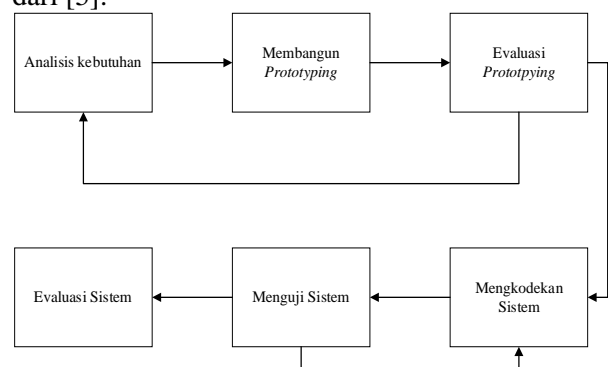 dari [5].
Analisis kebutuhan
Membangun
Prototyping
Evaluasi
Prototpying
Evaluasi Sistem
Menguji Sistem
Mengkodekan
Sistem